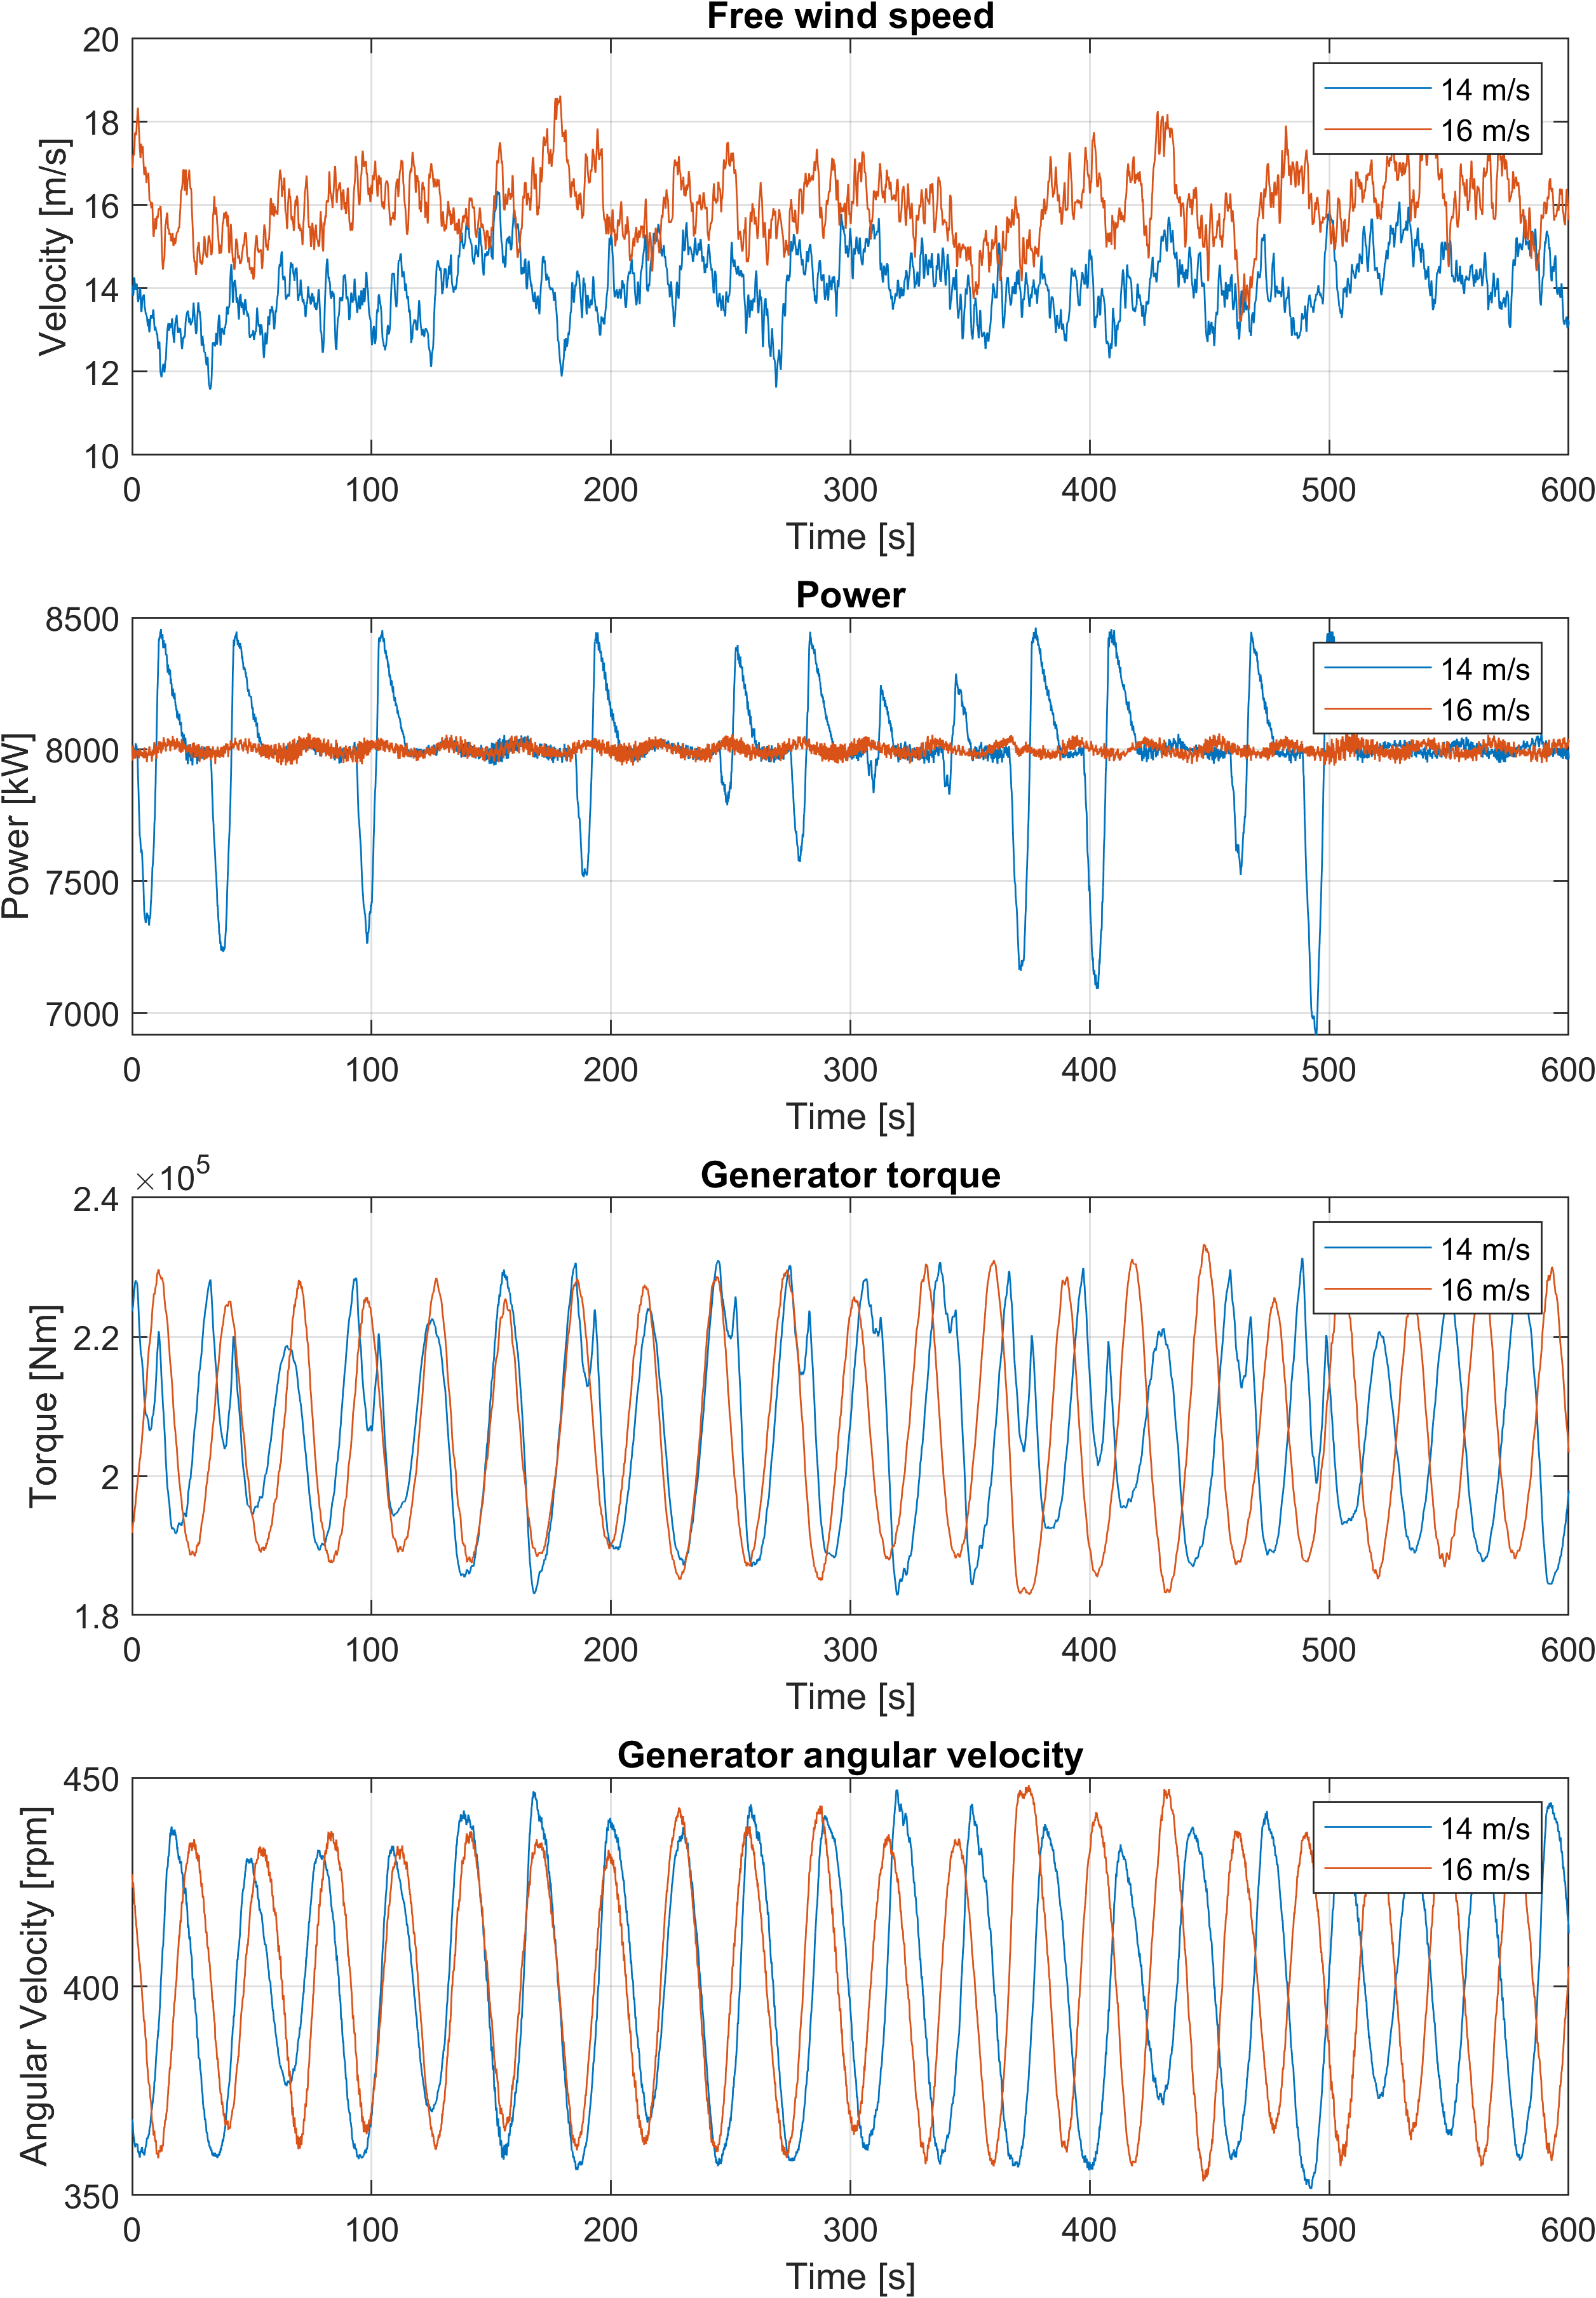 Free wind speed
20
18
16
14
12
10
Velocity [m/s]
14 m/s
16 m/s
0 100 200 300 400 500 600
Time [s]
Power
8500
8000
7500
7000
Power [kW]
14 m/s
16 m/s
0 100 200 300 400 500 600
Time [s]
Generator torque
×10^5
2.4
2.2
2
1.8
Torque [Nm]
14 m/s
16 m/s
0 100 200 300 400 500 600
Time [s]
Generator angular velocity
450
400
350
Angular Velocity [rpm]
14 m/s
16 m/s
0 100 200 300 400 500 600
Time [s]